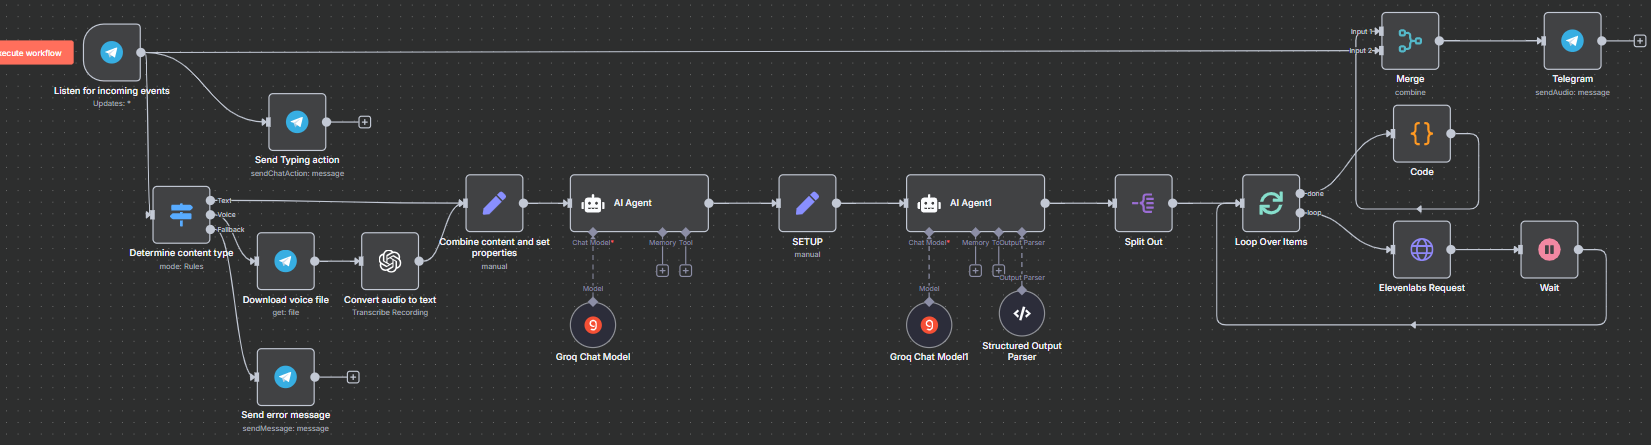 xecute workflow
Listen for incoming events
Updates: *
Send Typing action
sendChatAction: message
Determine content type
mode: Rules
Text
Voice
Fallback
Download voice file
get: file
Convert audio to text
Transcribe Recording
Send error message
sendMessage: message
Combine content and set
properties
manual
AI Agent
Chat Model*
Memory
Tool
Model
Groq Chat Model
SETUP
manual
AI Agent1
Chat Model*
Memory
Output Parser
Model
Output Parser
Groq Chat Model1
Structured Output
Parser
Split Out
Loop Over Items
done
loop
Code
{}
Elevenlabs Request
Wait
Input 1
Input 2
Merge
combine
Telegram
sendAudio: message